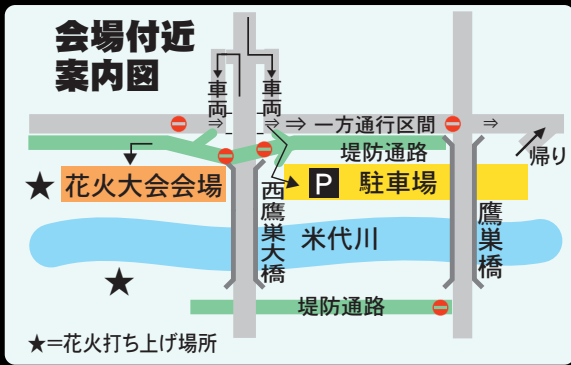 会場付近
案内図
車両
車両
⇒
⇒ ⇒ 一方通行区間
⇒
堤防通路
帰り
★ 花火大会会場
P 駐車場
西鷹巣大橋
米代川
鷹巣橋
★
堤防通路
★=花火打ち上げ場所